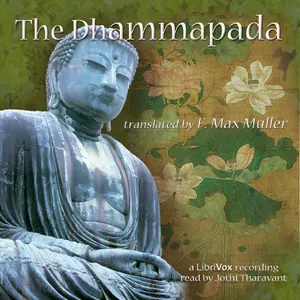 The Dhammapada
translated by F. Max Muller
a LibriVox recording
read by Jothi Tharavant